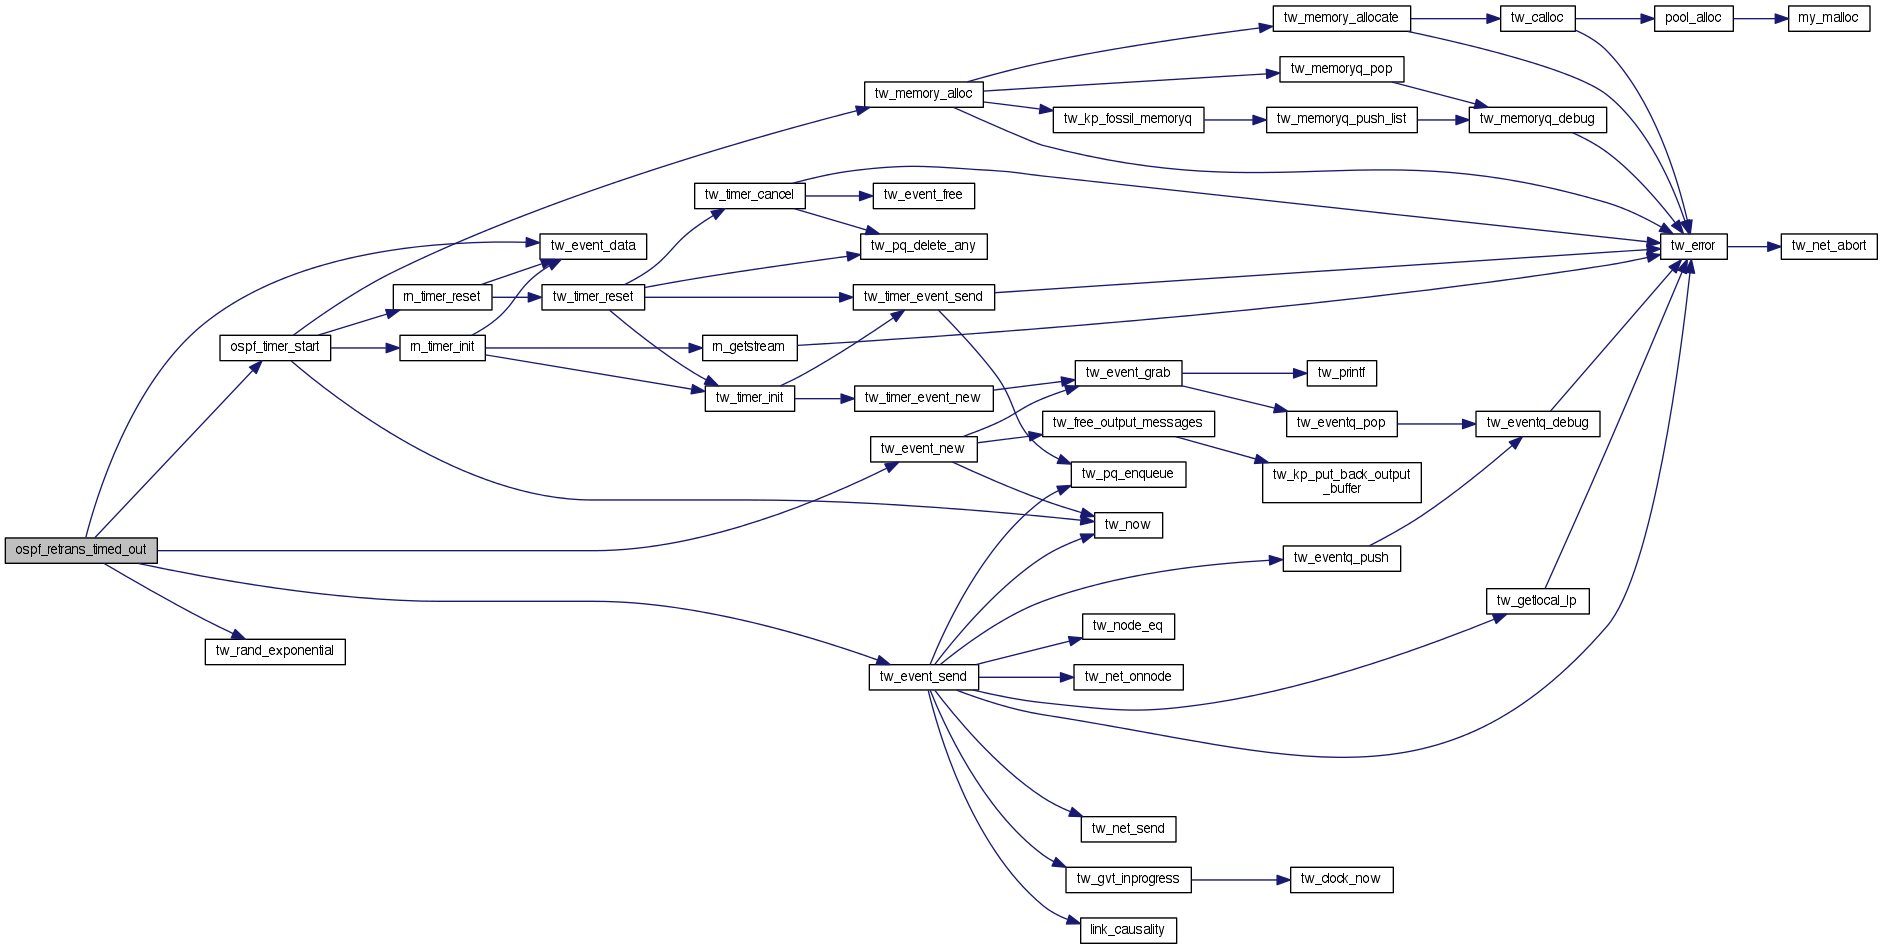 tw_memory_allocate
tw_calloc
pool_alloc
my_malloc
tw_memoryq_pop
tw_memory_alloc
tw_kp_fossil_memoryq
tw_memoryq_push_list
tw_memoryq_debug
tw_timer_cancel
tw_event_free
tw_event_data
tw_pq_delete_any
tw_error
tw_net_abort
rn_timer_reset
tw_timer_reset
tw_timer_event_send
ospf_timer_start
rn_timer_init
rn_getstream
tw_event_grab
tw_printf
tw_timer_init
tw_timer_event_new
tw_free_output_messages
tw_eventq_pop
tw_eventq_debug
tw_event_new
tw_pq_enqueue
tw_kp_put_back_output
_buffer
tw_now
ospf_retrans_timed_out
tw_eventq_push
tw_getlocal_lp
tw_node_eq
tw_rand_exponential
tw_event_send
tw_net_onnode
tw_net_send
tw_gvt_inprogress
tw_clock_now
link_causality